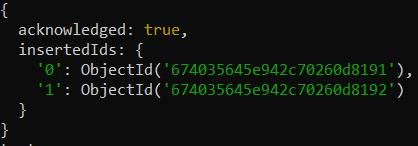 {
  acknowledged: true,
  insertedIds: {
    '0': ObjectId('674035645e942c70260d8191'),
    '1': ObjectId('674035645e942c70260d8192')
  }
}